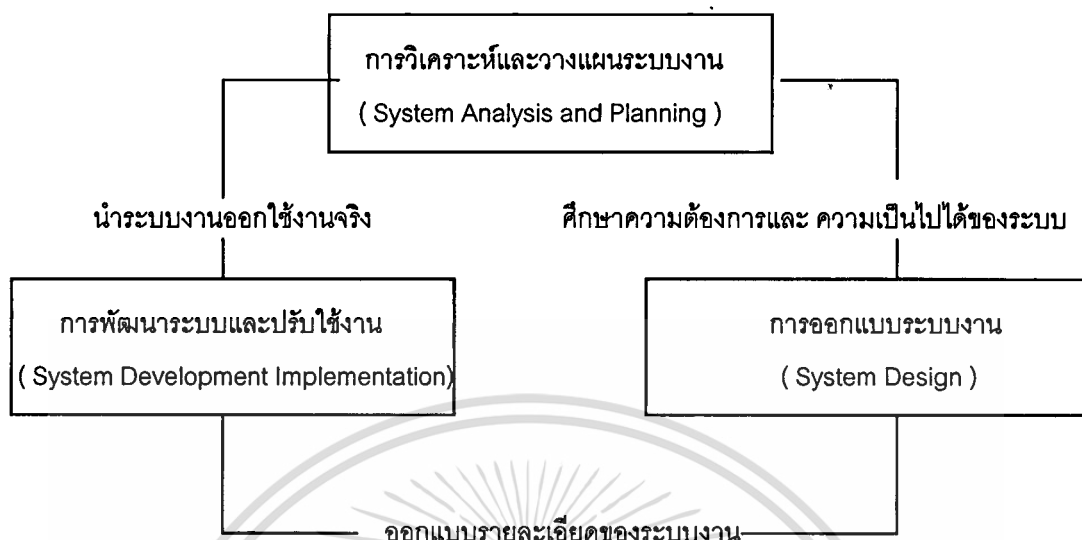 การวิเคราะห์และวางแผนระบบงาน
( System Analysis and Planning )
นำระบบงานออกใช้งานจริง
ศึกษาความต้องการและ ความเป็นไปได้ของระบบ
การพัฒนาระบบและปรับใช้งาน
( System Development Implementation)
การออกแบบระบบงาน
( System Design )
ออกแบบรายละเอียดของระบบงาน